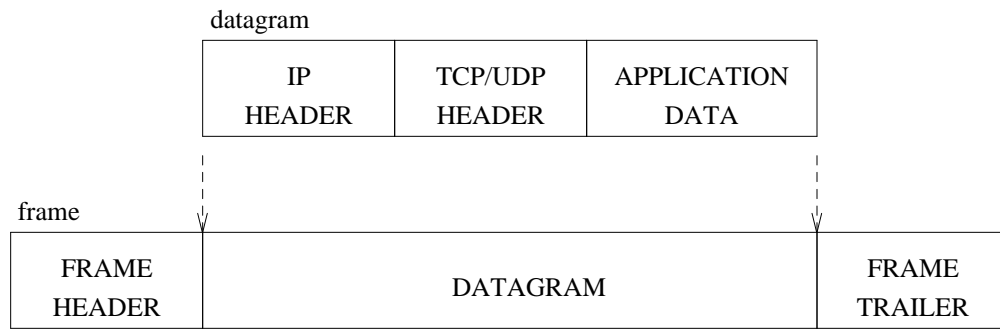 datagram
IP TCP/UDP APPLICATION
HEADER HEADER DATA
frame
FRAME DATAGRAM FRAME
HEADER TRAILER